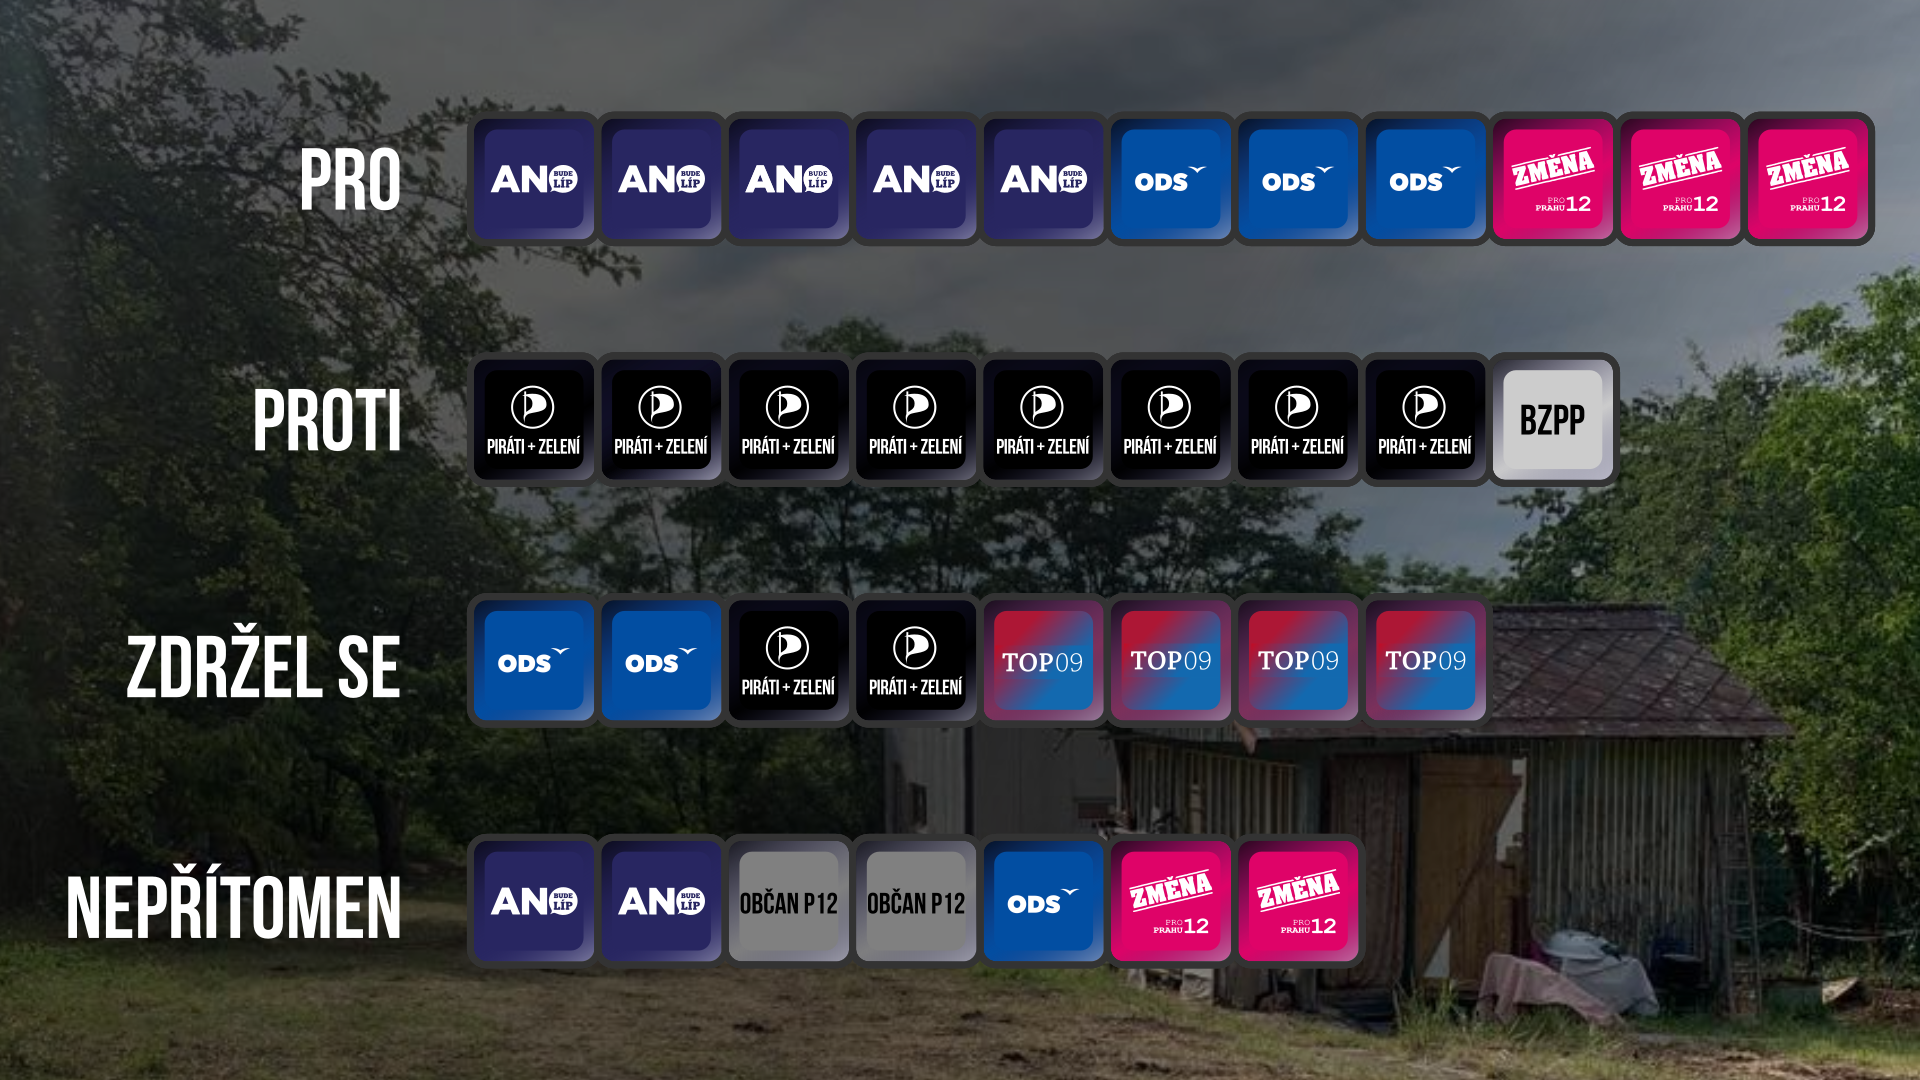 PRO
ANO BUDE LÍP ANO BUDE LÍP ANO BUDE LÍP ANO BUDE LÍP ANO BUDE LÍP ODS ODS ODS ZMĚNA PRO PRAHU 12 ZMĚNA PRO PRAHU 12 ZMĚNA PRO PRAHU 12
PROTI
PIRÁTI + ZELENÍ PIRÁTI + ZELENÍ PIRÁTI + ZELENÍ PIRÁTI + ZELENÍ PIRÁTI + ZELENÍ PIRÁTI + ZELENÍ PIRÁTI + ZELENÍ PIRÁTI + ZELENÍ BZPP
ZDRŽEL SE
ODS ODS PIRÁTI + ZELENÍ PIRÁTI + ZELENÍ TOP09 TOP09 TOP09 TOP09
NEPŘÍTOMEN
ANO BUDE LÍP ANO BUDE LÍP OBČAN P12 OBČAN P12 ODS ZMĚNA PRO PRAHU 12 ZMĚNA PRO PRAHU 12